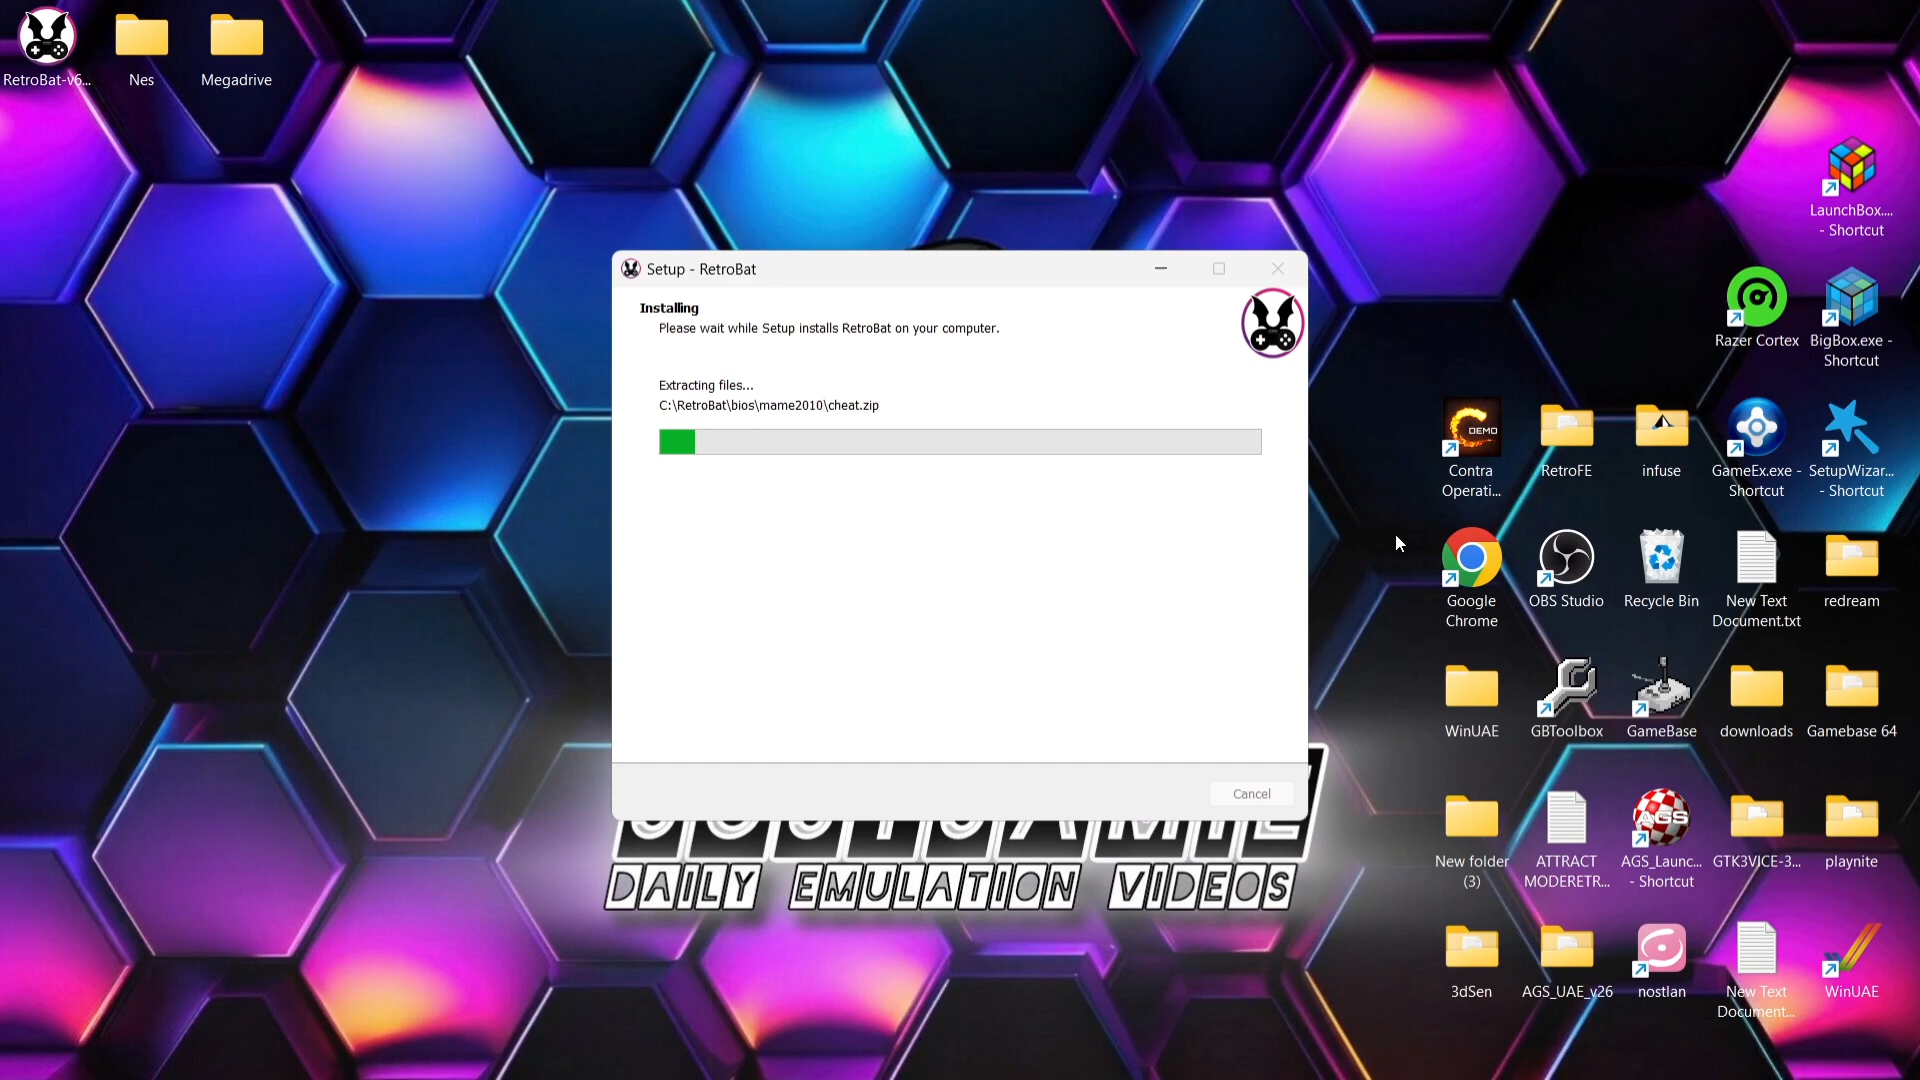 RetroBat-v6...
Nes
Megadrive
LaunchBox....
- Shortcut
Razer Cortex
BigBox.exe -
Shortcut
Setup - RetroBat
Installing
Please wait while Setup installs RetroBat on your computer.
Extracting files...
C:\RetroBat\bios\mame2010\cheat.zip
Cancel
DEMO
Contra
Operati...
RetroFE
infuse
GameEx.exe -
Shortcut
SetupWizar...
- Shortcut
Google
Chrome
OBS Studio
Recycle Bin
New Text
Document.txt
redream
WinUAE
GBToolbox
GameBase
downloads
Gamebase 64
New folder
(3)
ATTRACT
MODERETR...
AGS
AGS_Launc...
- Shortcut
GTK3VICE-3...
playnite
DAILY EMULATION VIDEOS
3dSen
AGS_UAE_v26
nostlan
New Text
Document...
WinUAE